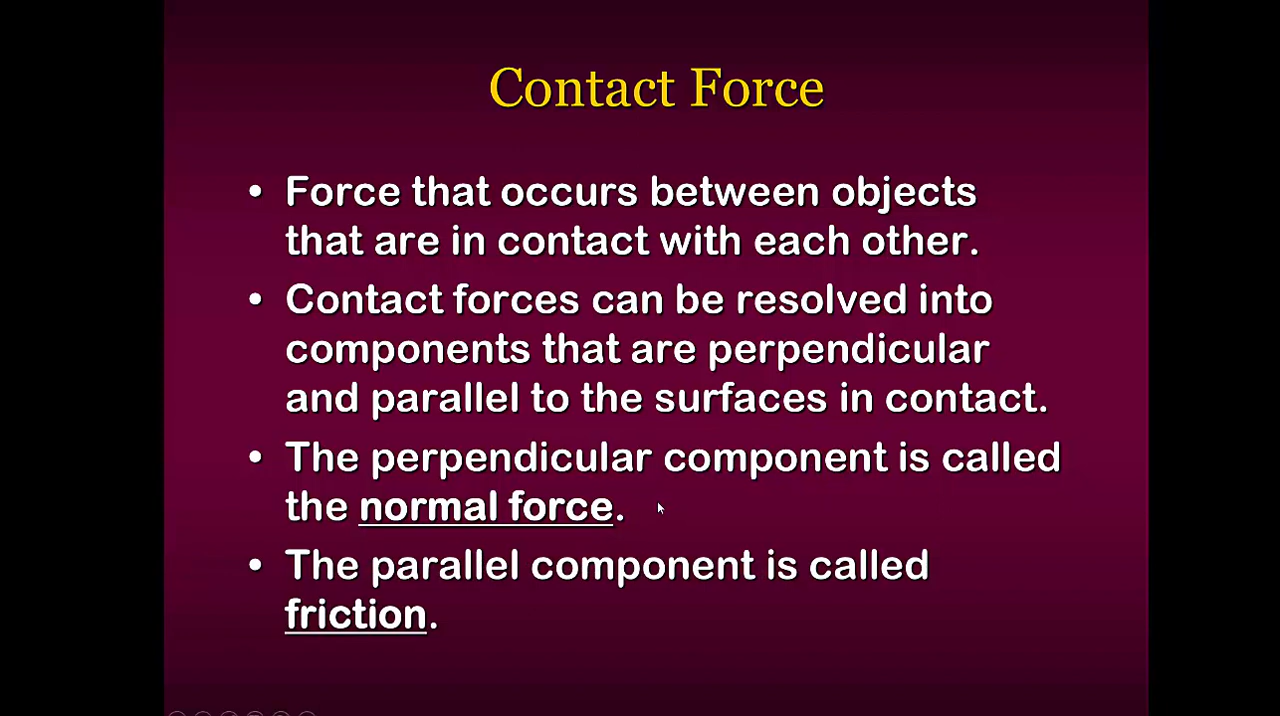 Contact Force
• Force that occurs between objects
that are in contact with each other.
• Contact forces can be resolved into
components that are perpendicular
and parallel to the surfaces in contact.
• The perpendicular component is called
the normal force.
• The parallel component is called
friction.